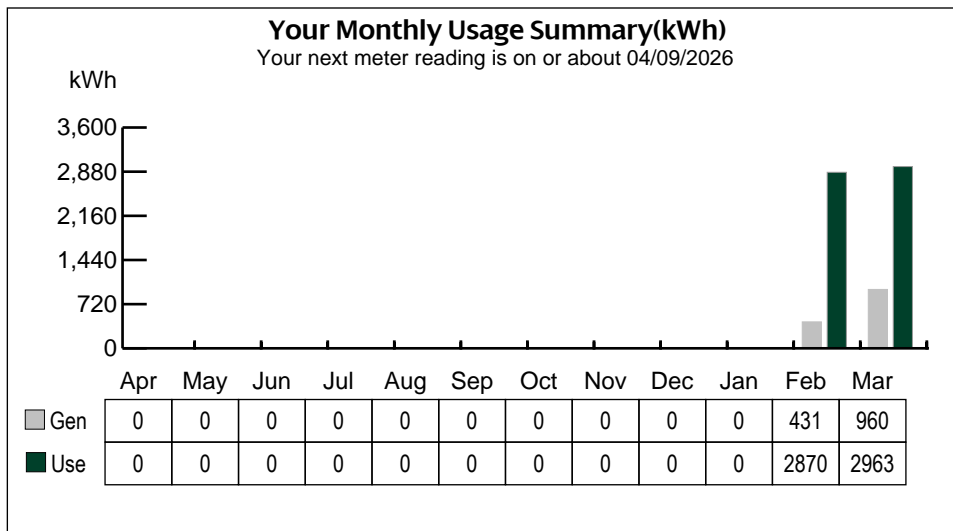 Your Monthly Usage Summary(kWh)
Your next meter reading is on or about 04/09/2026
kWh
3,600
2,880
2,160
1,440
720
0
Apr May Jun Jul Aug Sep Oct Nov Dec Jan Feb Mar
Gen 0 0 0 0 0 0 0 0 0 0 431 960
Use 0 0 0 0 0 0 0 0 0 0 2870 2963